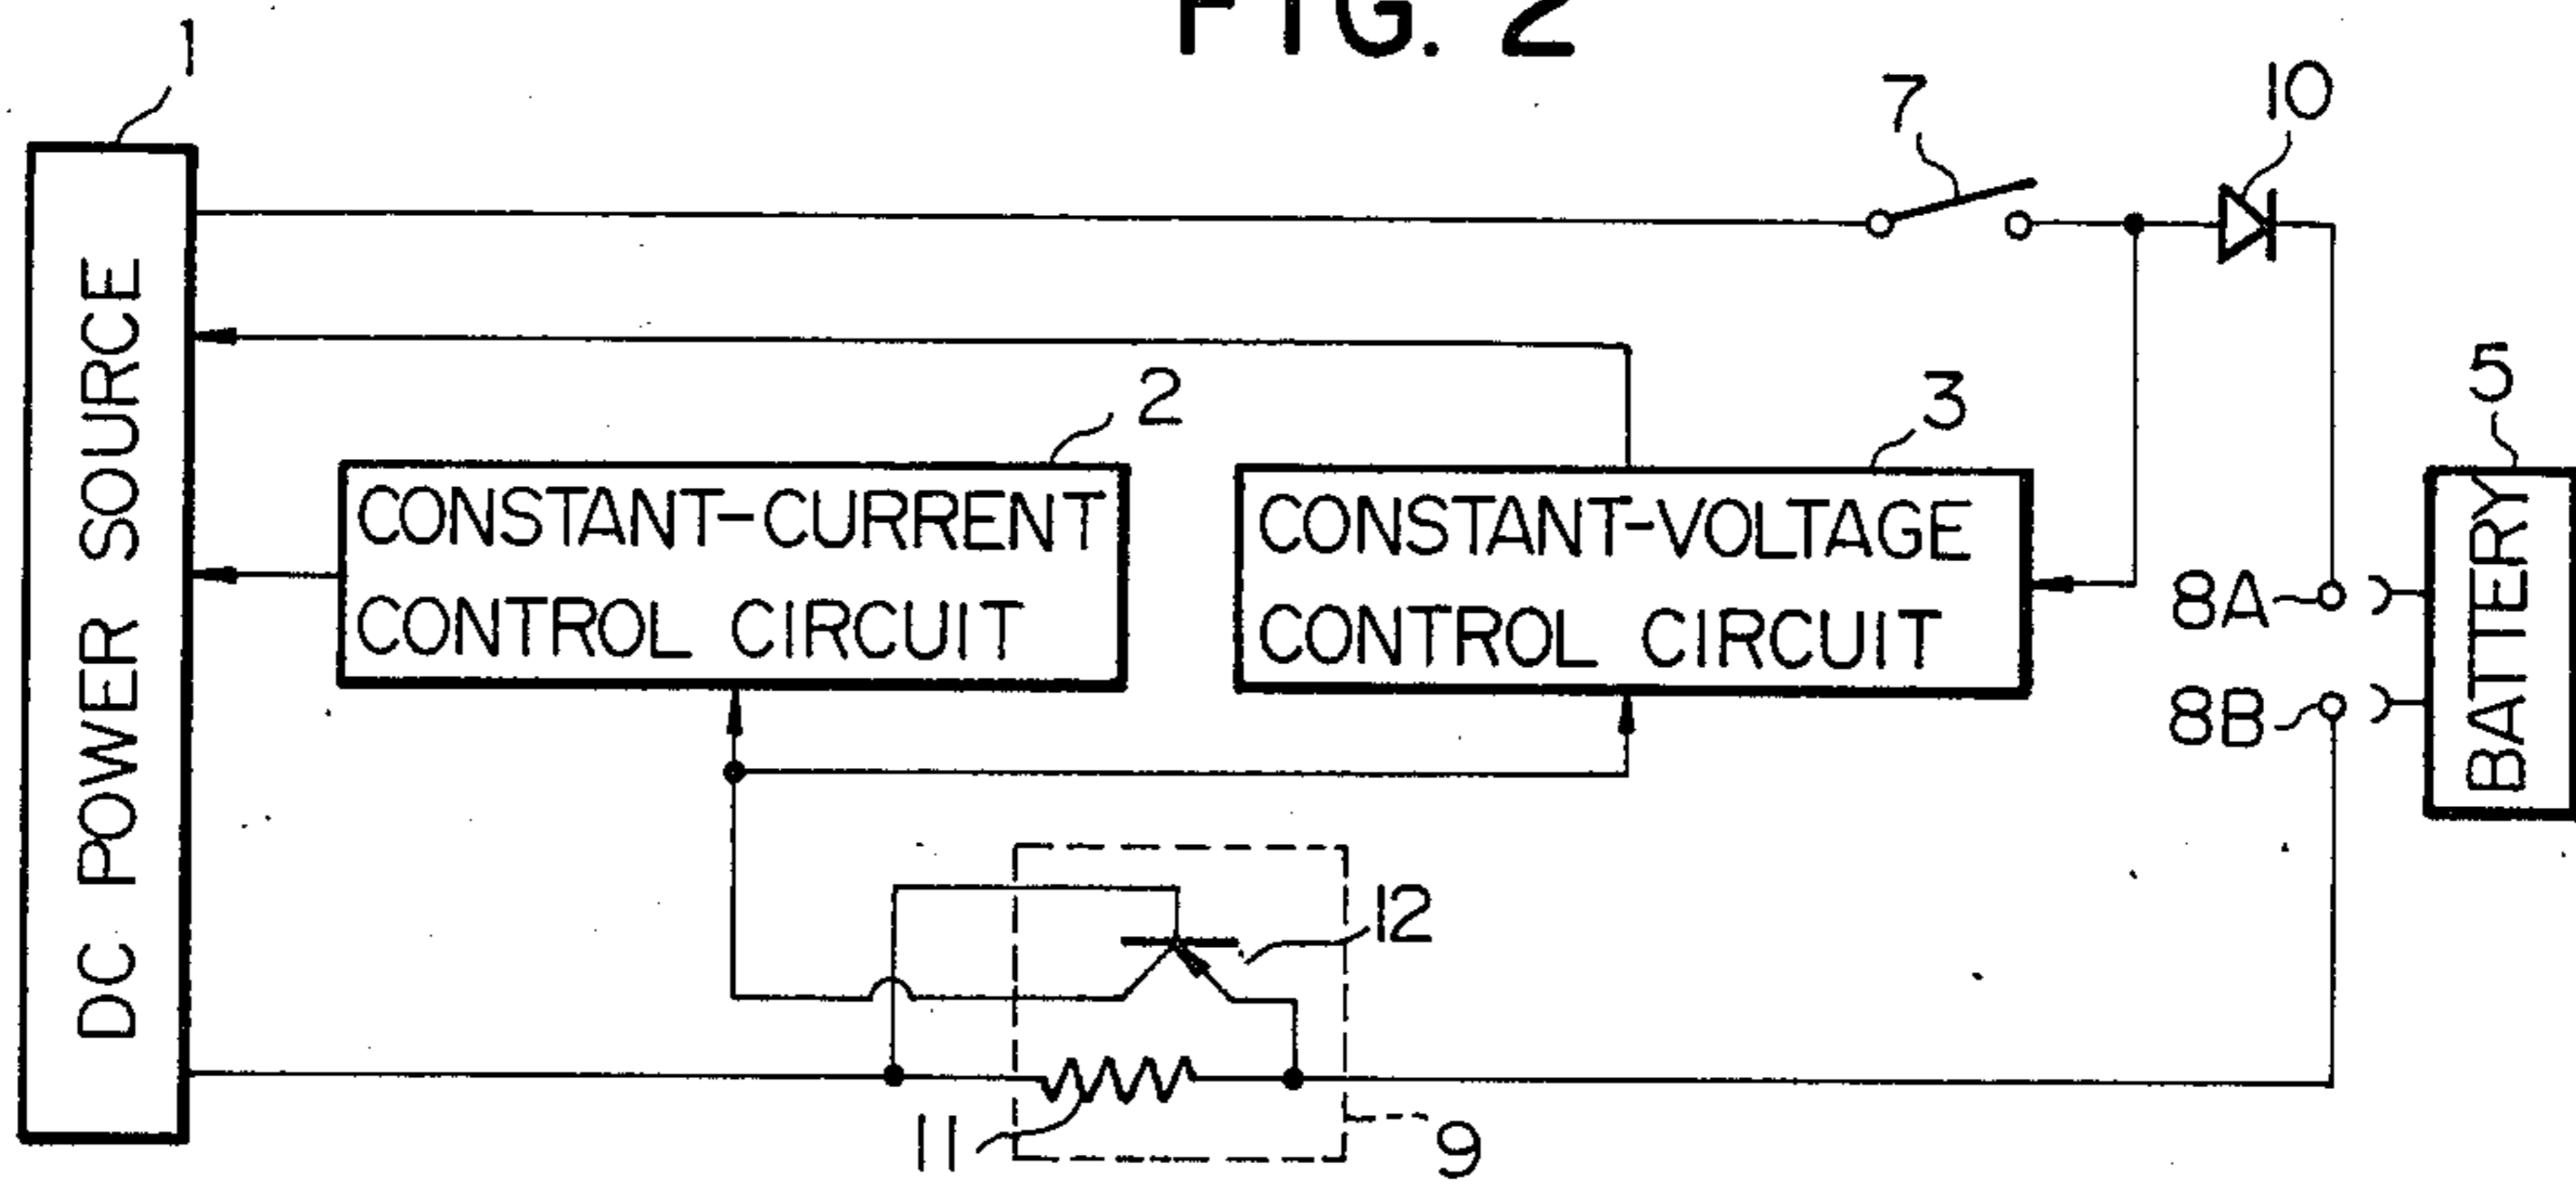 FIG. 2
1
7
10
DC POWER SOURCE
2
3
5
CONSTANT-CURRENT
CONTROL CIRCUIT
CONSTANT-VOLTAGE
CONTROL CIRCUIT
8A
8B
BATTERY
12
11
9